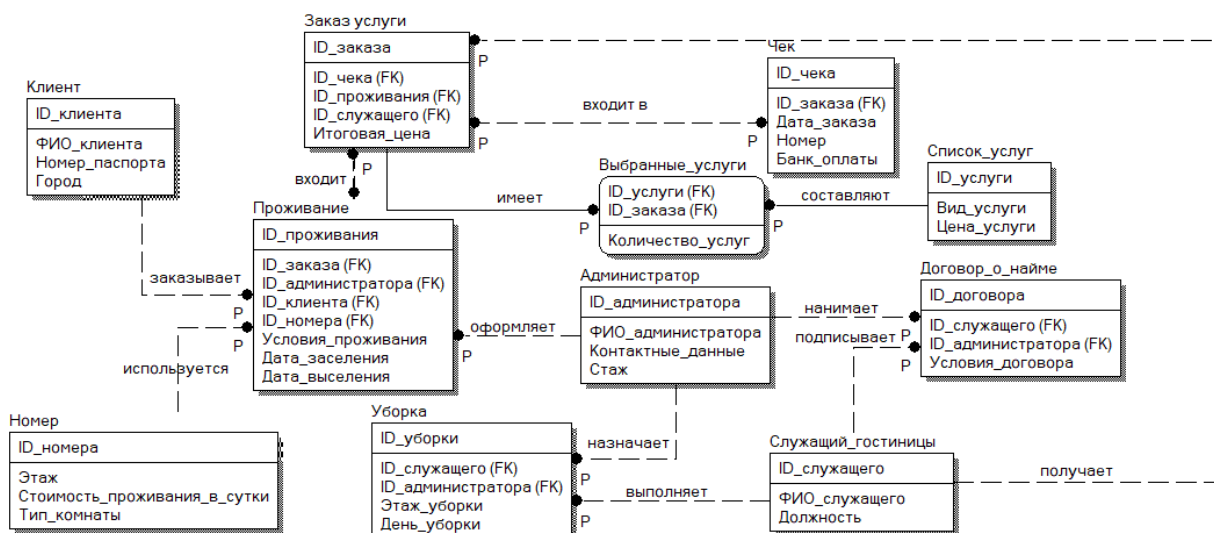 Заказ услуги
ID_заказа
ID_чека (FK)
ID_проживания (FK)
ID_служащего (FK)
Итоговая_цена
P
Чек
ID_чека
ID_заказа (FK)
Дата_заказа
Номер
Банк_оплаты
входит в
P
P
Клиент
ID_клиента
ФИО_клиента
Номер_паспорта
Город
P
входит
имеет
P
Выбранные_услуги
ID_услуги (FK)
ID_заказа (FK)
Количество_услуг
составляют
P
Список_услуг
ID_услуги
Вид_услуги
Цена_услуги
Проживание
ID_проживания
ID_заказа (FK)
ID_администратора (FK)
ID_клиента (FK)
ID_номера (FK)
Условия_проживания
Дата_заселения
Дата_выселения
заказывает
P
P
используется
оформляет
P
Администратор
ID_администратора
ФИО_администратора
Контактные_данные
Стаж
нанимает
P
подписывает
P
Договор_о_найме
ID_договора
ID_служащего (FK)
ID_администратора (FK)
Условия_договора
Номер
ID_номера
Этаж
Стоимость_проживания_в_сутки
Тип_комнаты
Уборка
ID_уборки
ID_служащего (FK)
ID_администратора (FK)
Этаж_уборки
День_уборки
назначает
P
выполняет
P
Служащий_гостиницы
ID_служащего
ФИО_служащего
Должность
получает